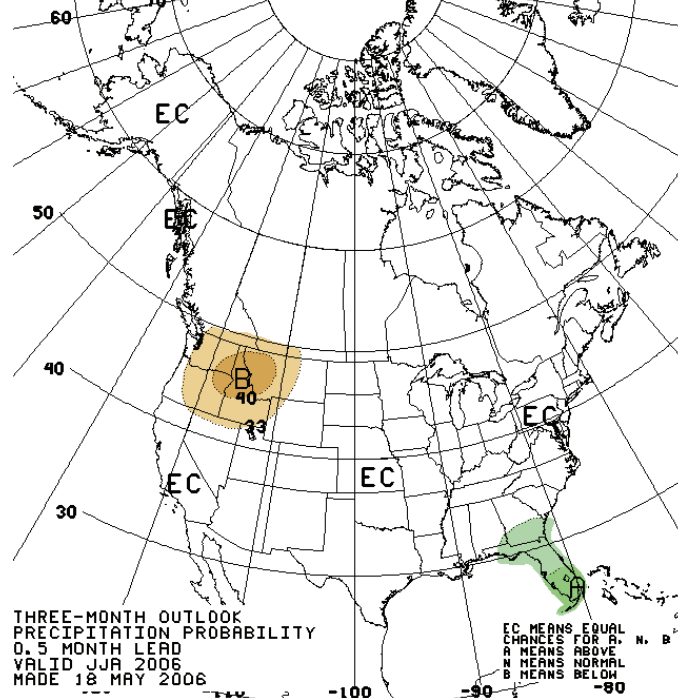 60
70
EC
50
EC
40
B
40
33
EC
EC
EC
30
A
THREE-MONTH OUTLOOK
PRECIPITATION PROBABILITY
0.5 MONTH LEAD
VALID JJA 2006
MADE 18 MAY 2006
EC MEANS EQUAL
CHANCES FOR A, N, B
A MEANS ABOVE
N MEANS NORMAL
B MEANS BELOW
-110
-100
-90
-80